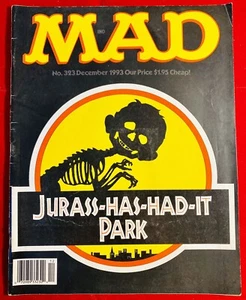 MAD
No. 323 December 1993 Our Price $1.95 Cheap!
JURASS-HAS-HAD-IT
PARK